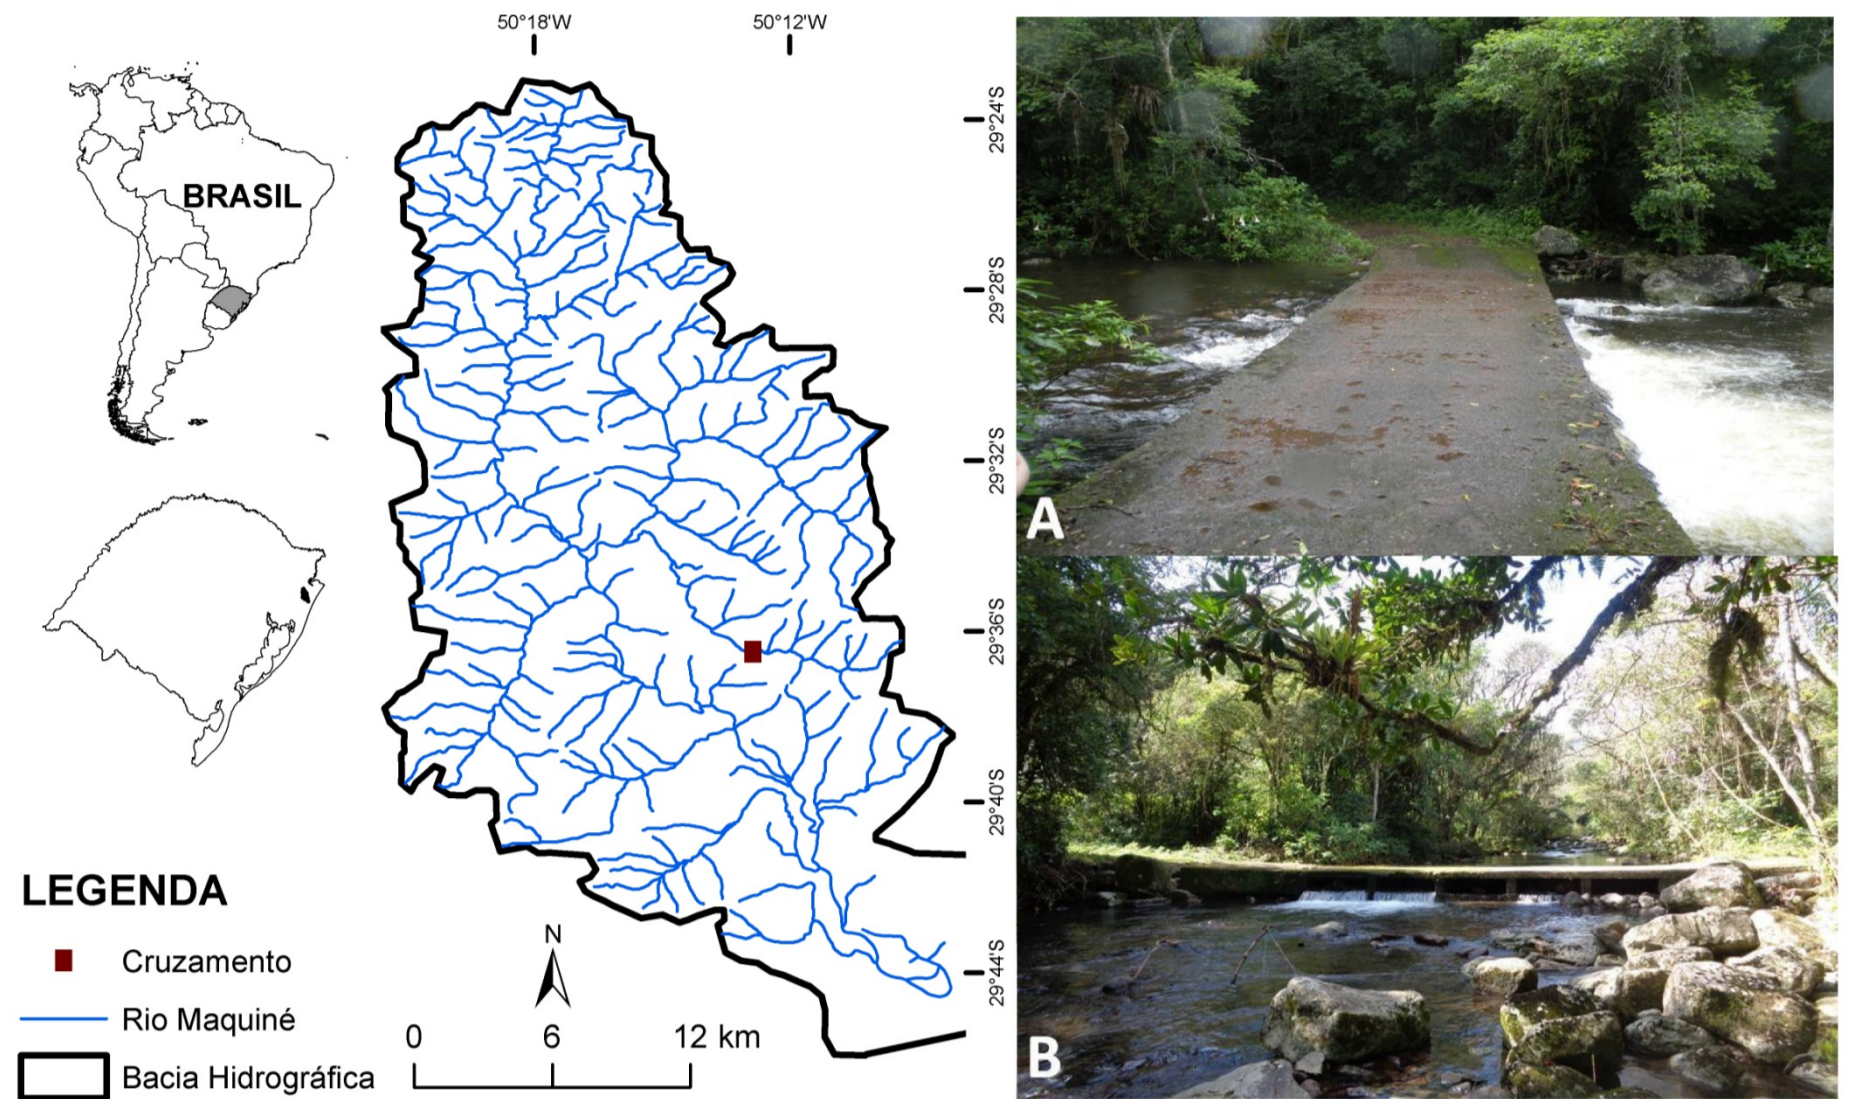 50°18'W
50°12'W
BRASIL
29°24'S
29°28'S
29°32'S
29°36'S
29°40'S
29°44'S
LEGENDA
Cruzamento
Rio Maquiné
Bacia Hidrográfica
N
0 6 12 km
A
B